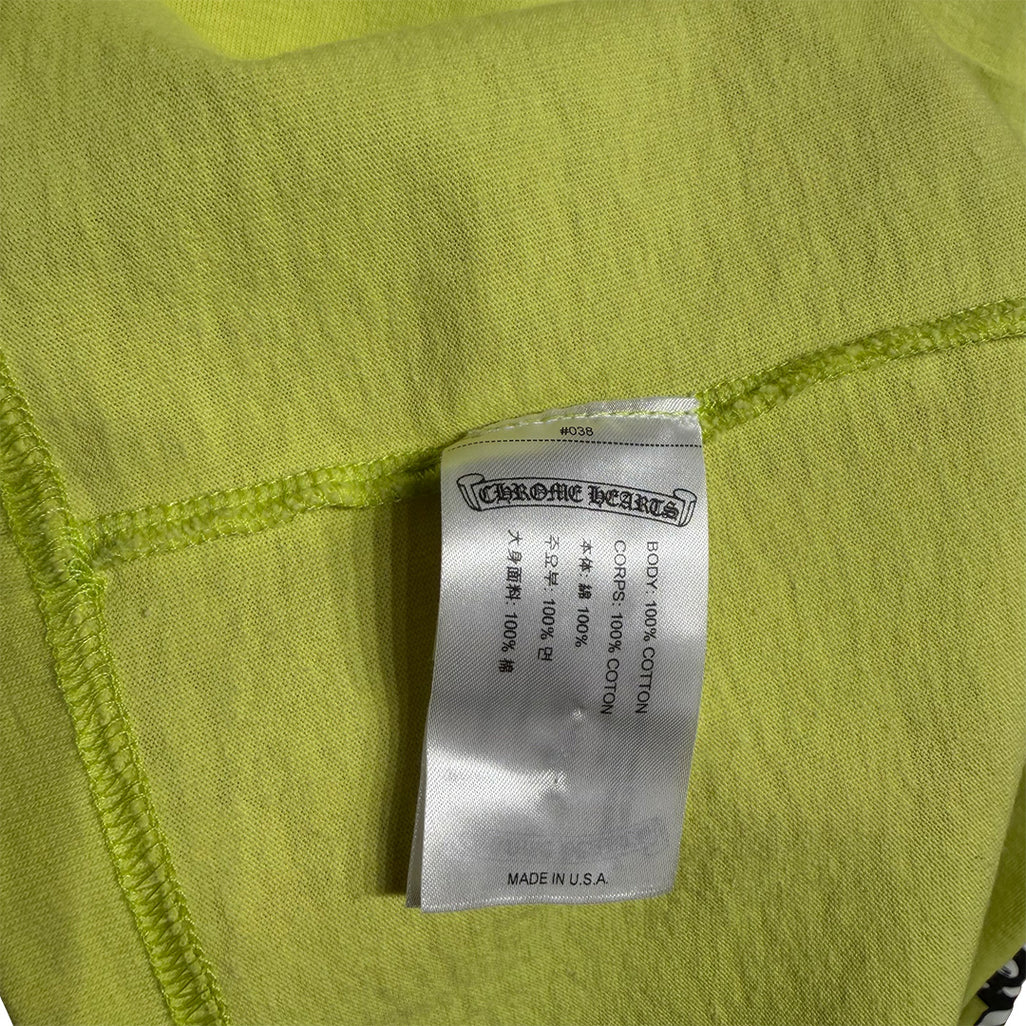 #038
CHROME HEARTS
BODY: 100% COTTON
CORPS: 100% COTON
本体: 綿 100%
주요부: 100% 면
大身面料: 100% 棉
MADE IN U.S.A.